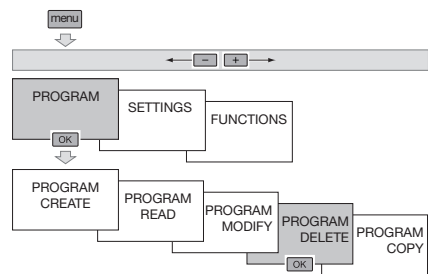 menu
− +
PROGRAM
OK
SETTINGS
FUNCTIONS
PROGRAM
CREATE
PROGRAM
READ
PROGRAM
MODIFY
PROGRAM
DELETE
OK
PROGRAM
COPY